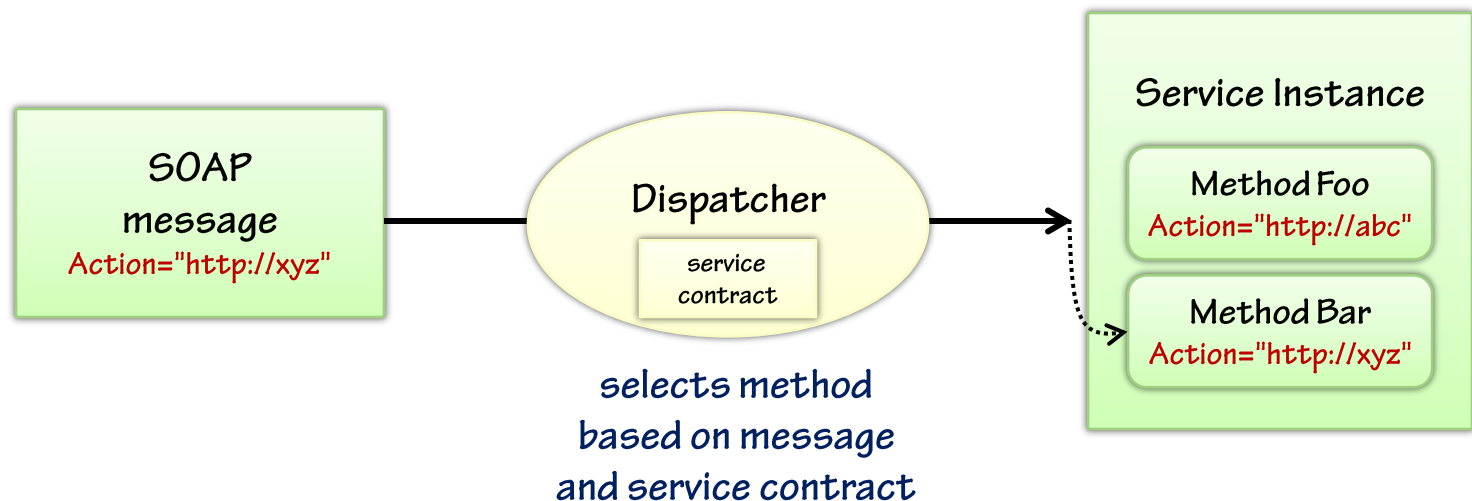 SOAP
message
Action="http://xyz"
Dispatcher
service
contract
selects method
based on message
and service contract
Service Instance
Method Foo
Action="http://abc"
Method Bar
Action="http://xyz"